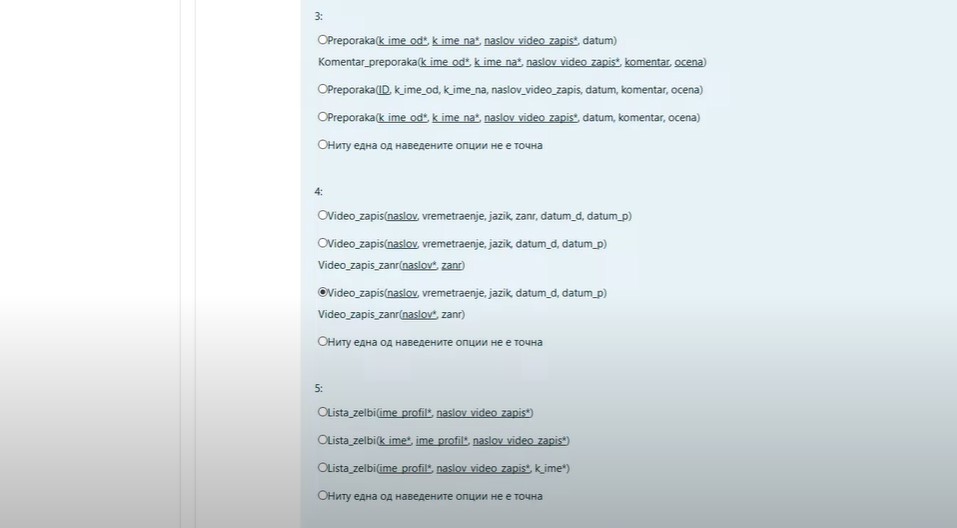 3:
Preporaka(k_ime_od*, k_ime_na*, naslov_video_zapis*, datum)
Komentar_preporaka(k_ime_od*, k_ime_na*, naslov_video_zapis*, komentar, ocena)
Preporaka(ID, k_ime_od, k_ime_na, naslov_video_zapis, datum, komentar, ocena)
Preporaka(k_ime_od*, k_ime_na*, naslov_video_zapis*, datum, komentar, ocena)
Ниту една од наведените опции не е точна
4:
Video_zapis(naslov, vremetraenje, jazik, zanr, datum_d, datum_p)
Video_zapis(naslov, vremetraenje, jazik, datum_d, datum_p)
Video_zapis_zanr(naslov*, zanr)
Video_zapis(naslov, vremetraenje, jazik, datum_d, datum_p)
Video_zapis_zanr(naslov*, zanr)
Ниту една од наведените опции не е точна
5:
Lista_zelbi(ime_profil*, naslov_video_zapis*)
Lista_zelbi(k_ime*, ime_profil*, naslov_video_zapis*)
Lista_zelbi(ime_profil*, naslov_video_zapis*, k_ime*)
Ниту една од наведените опции не е точна